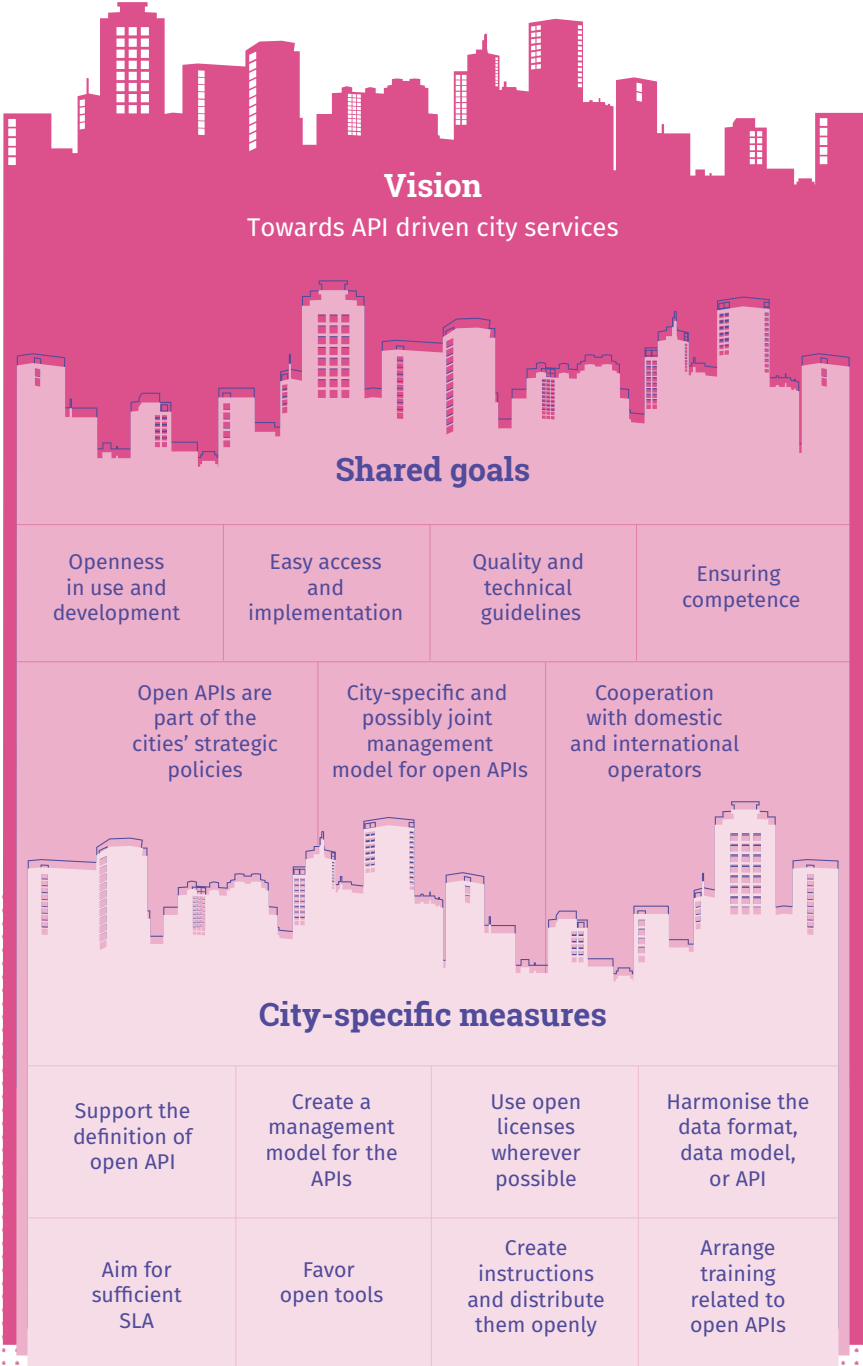 Vision
Towards API driven city services
Shared goals
Openness
in use and
development
Easy access
and
implementation
Quality and
technical
guidelines
Ensuring
competence
Open APIs are
part of the
cities’ strategic
policies
City-specific and
possibly joint
management
model for open APIs
Cooperation
with domestic
and international
operators
City-specific measures
Support the
definition of
open API
Create a
management
model for the
APIs
Use open
licenses
wherever
possible
Harmonise the
data format,
data model,
or API
Aim for
sufficient
SLA
Favor
open tools
Create
instructions
and distribute
them openly
Arrange
training
related to
open APIs